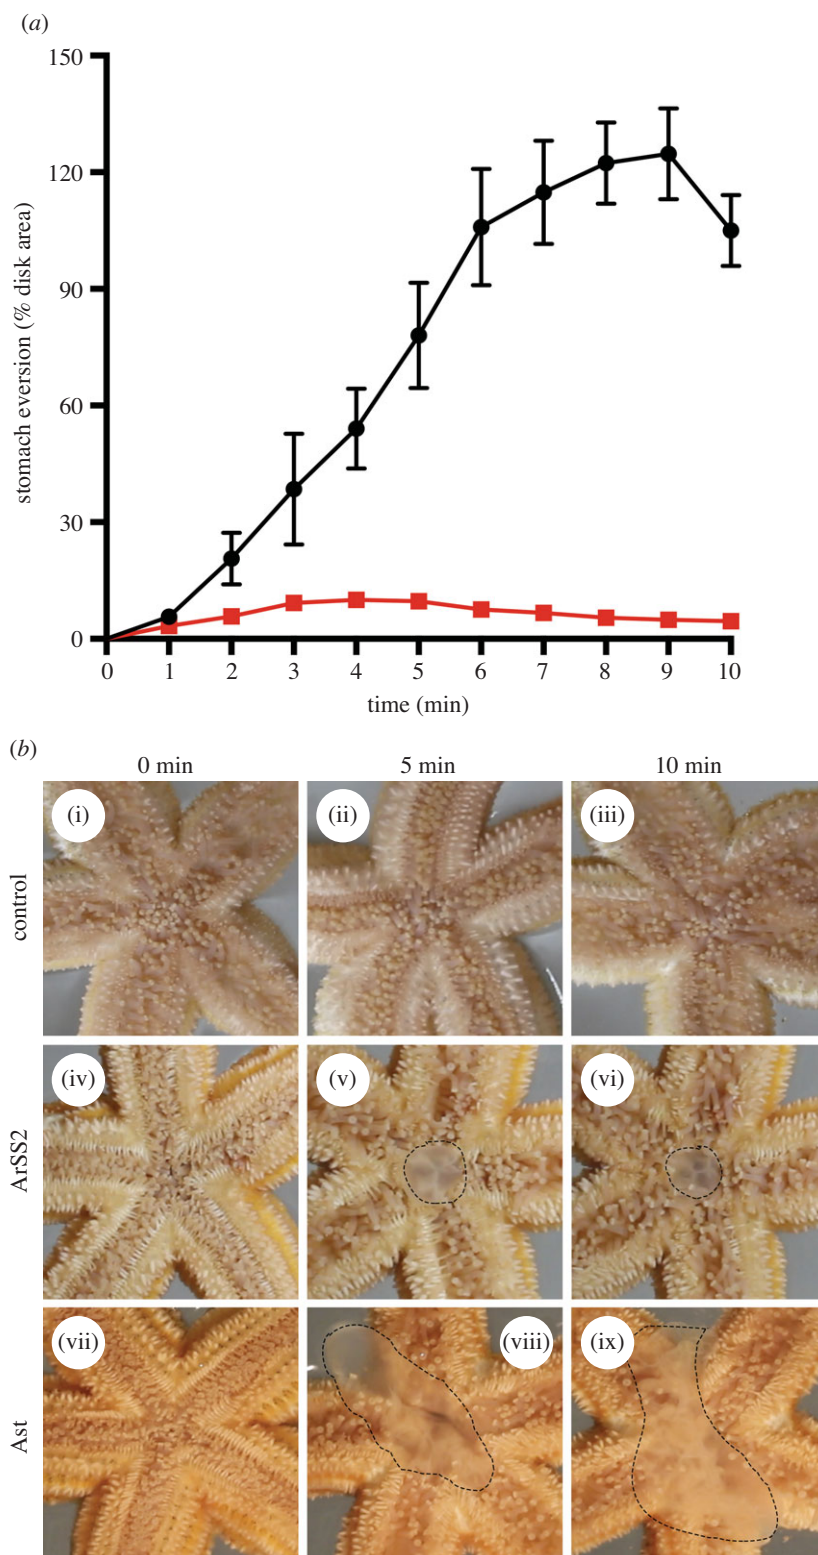 (a)
150
120
90
60
30
0
stomach eversion (% disk area)
0 1 2 3 4 5 6 7 8 9 10
time (min)
(b)
0 min 5 min 10 min
control
(i) (ii) (iii)
ArSS2
(iv) (v) (vi)
Ast
(vii) (viii) (ix)